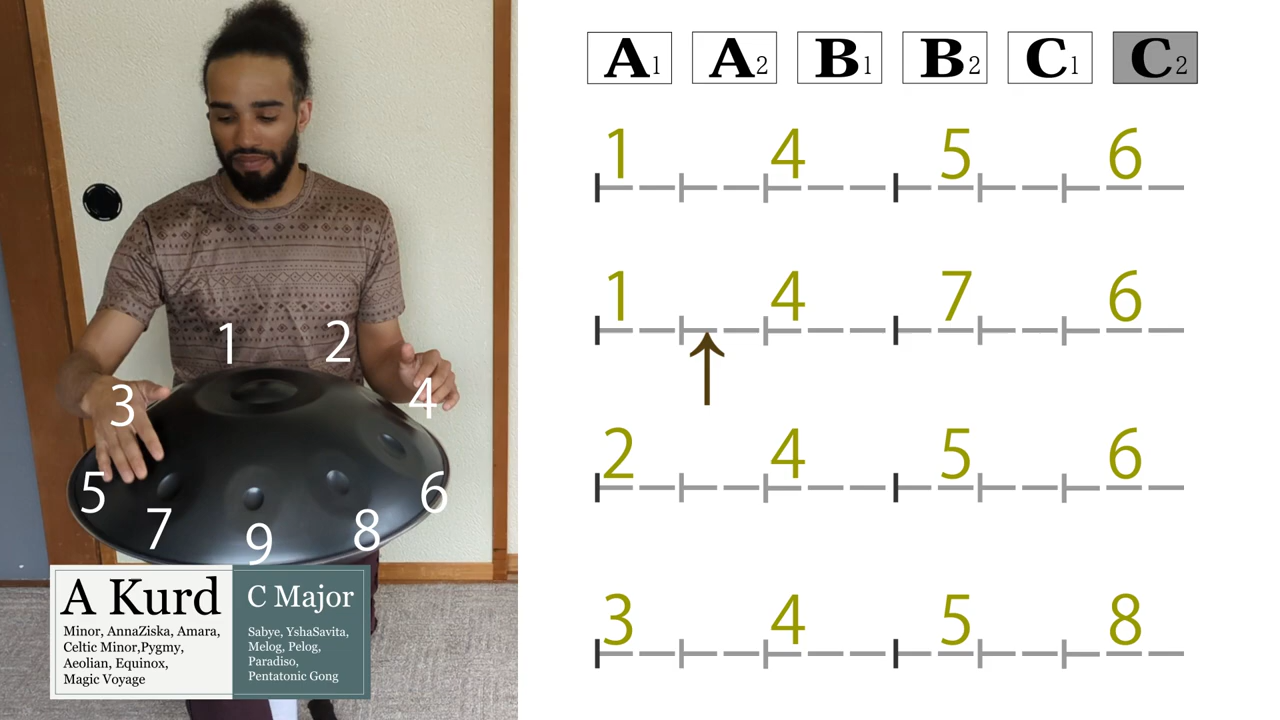 A1 A2 B1 B2 C1 C2
1 4 5 6
1 4 7 6
2 4 5 6
3 4 5 8
1 2
3 4
5 6
7 9 8
A Kurd
Minor, AnnaZiska, Amara,
Celtic Minor,Pygmy,
Aeolian, Equinox,
Magic Voyage
C Major
Sabye, YshaSavita,
Melog, Pelog,
Paradiso,
Pentatonic Gong